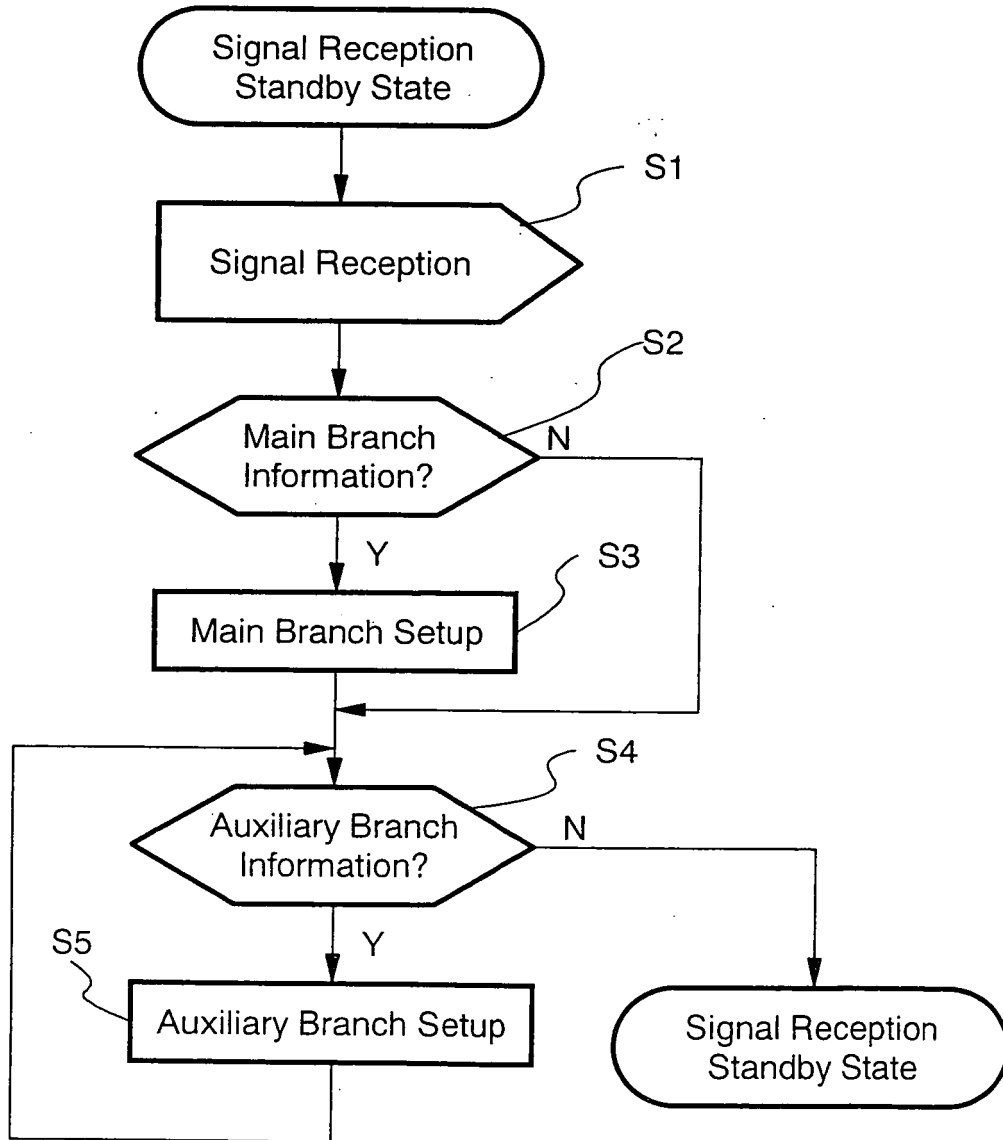 Signal Reception
Standby State
S1
Signal Reception
S2
Main Branch
Information?
N
Y
S3
Main Branch Setup
S4
Auxiliary Branch
Information?
N
Y
S5
Auxiliary Branch Setup
Signal Reception
Standby State